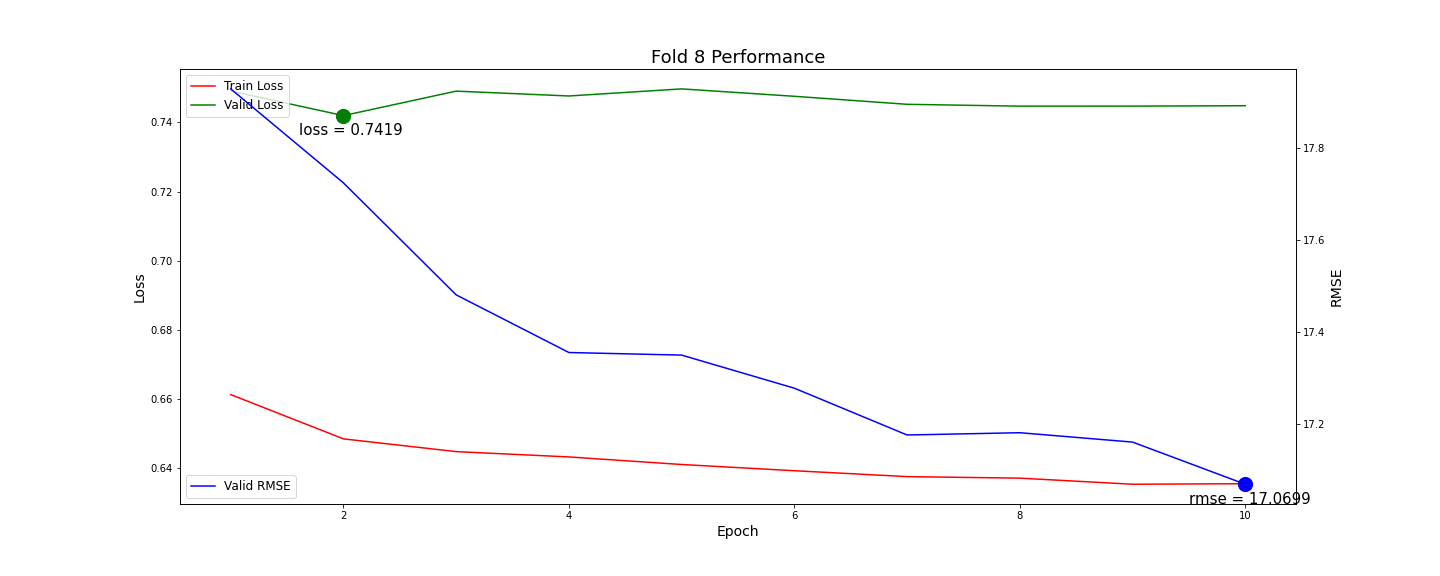 Fold 8 Performance
Train Loss
Valid Loss
loss = 0.7419
0.74
0.72
0.70
0.68
0.66
0.64
Loss
17.8
17.6
17.4
17.2
RMSE
Valid RMSE
rmse = 17.0699
2
4
6
8
10
Epoch